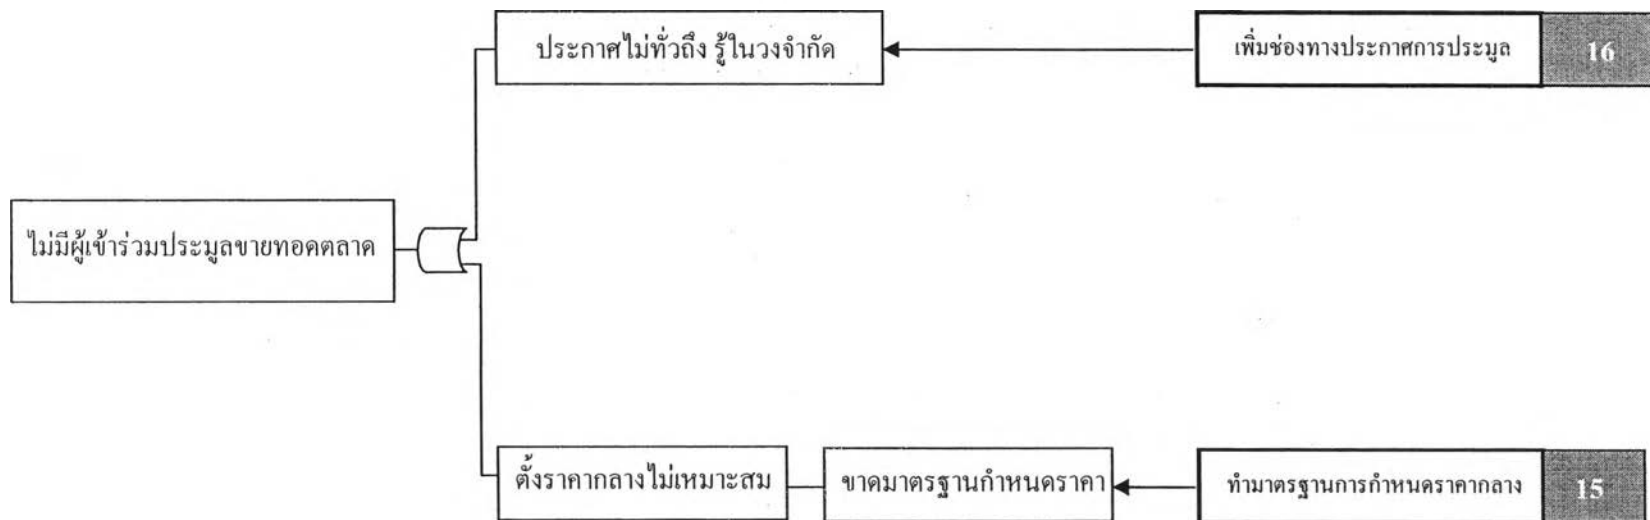 ประกาศไม่ทั่วถึง รู้ในวงจำกัด
เพิ่มช่องทางประกาศการประมูล
16
ไม่มีผู้เข้าร่วมประมูลขายทอดตลาด
ตั้งราคากลางไม่เหมาะสม
ขาดมาตรฐานกำหนดราคา
ทำมาตรฐานการกำหนดราคากลาง
15